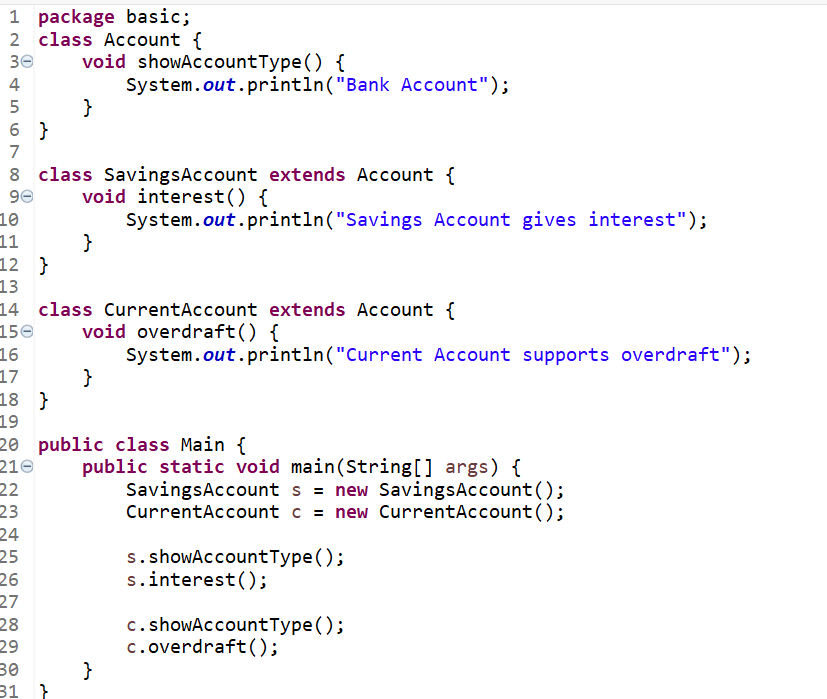 1 package basic;
2 class Account {
3 void showAccountType() {
4 System.out.println("Bank Account");
5 }
6 }
7
8 class SavingsAccount extends Account {
9 void interest() {
10 System.out.println("Savings Account gives interest");
11 }
12 }
13
14 class CurrentAccount extends Account {
15 void overdraft() {
16 System.out.println("Current Account supports overdraft");
17 }
18 }
19
20 public class Main {
21 public static void main(String[] args) {
22 SavingsAccount s = new SavingsAccount();
23 CurrentAccount c = new CurrentAccount();
24
25 s.showAccountType();
26 s.interest();
27
28 c.showAccountType();
29 c.overdraft();
30 }
31 }